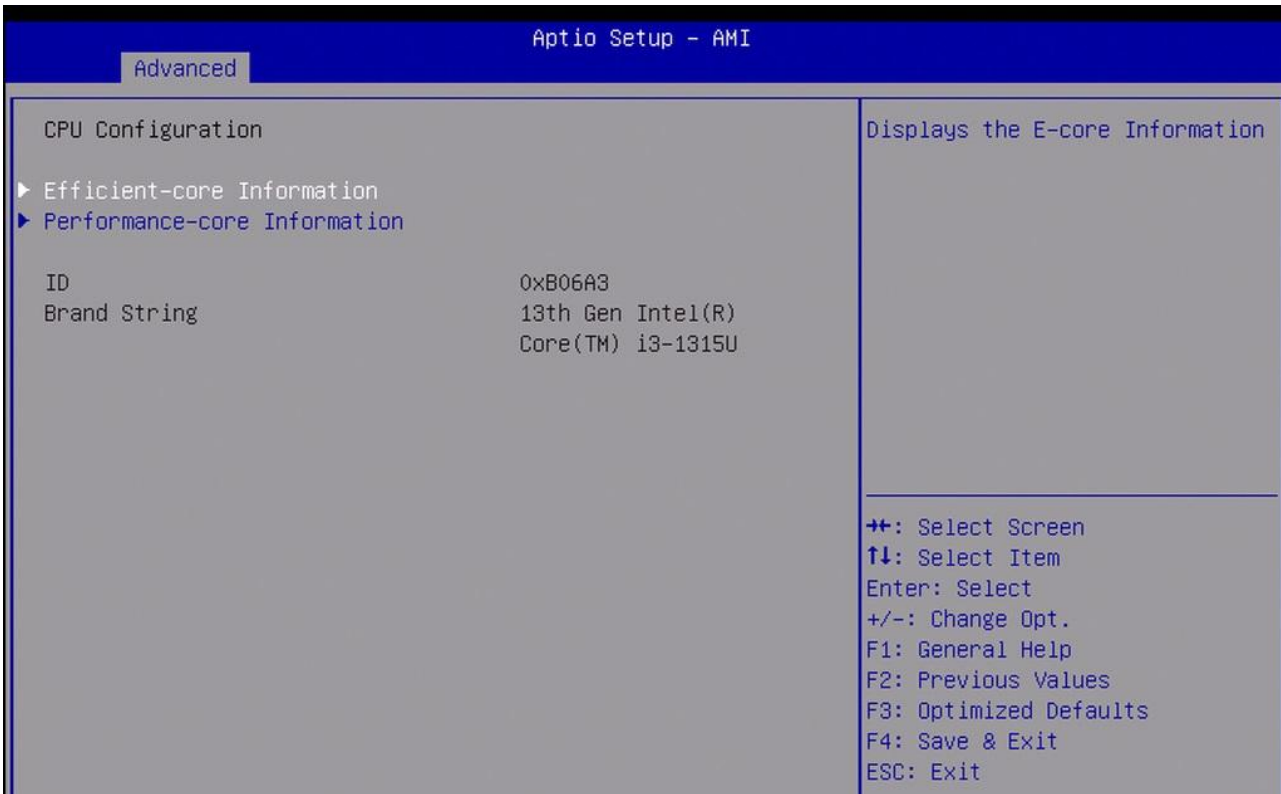 Aptio Setup - AMI
Advanced
CPU Configuration
Efficient-core Information
Performance-core Information
ID 0xB06A3
Brand String 13th Gen Intel(R)
Core(TM) i3-1315U
Displays the E-core Information
→←: Select Screen
↑↓: Select Item
Enter: Select
+/-: Change Opt.
F1: General Help
F2: Previous Values
F3: Optimized Defaults
F4: Save & Exit
ESC: Exit